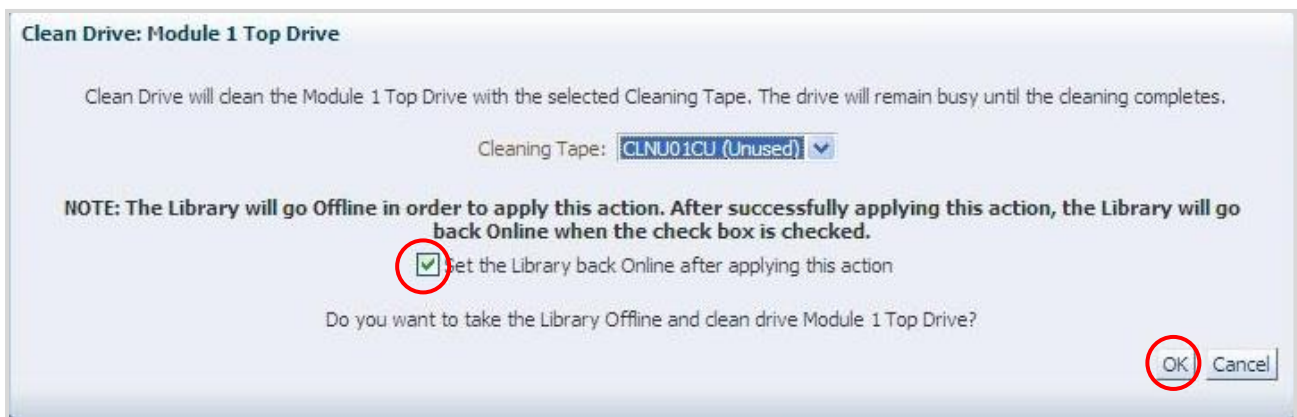 Clean Drive: Module 1 Top Drive
Clean Drive will clean the Module 1 Top Drive with the selected Cleaning Tape. The drive will remain busy until the cleaning completes.
Cleaning Tape: CLNU01CU (Unused)
NOTE: The Library will go Offline in order to apply this action. After successfully applying this action, the Library will go
back Online when the check box is checked.
Set the Library back Online after applying this action
Do you want to take the Library Offline and clean drive Module 1 Top Drive?
OK Cancel